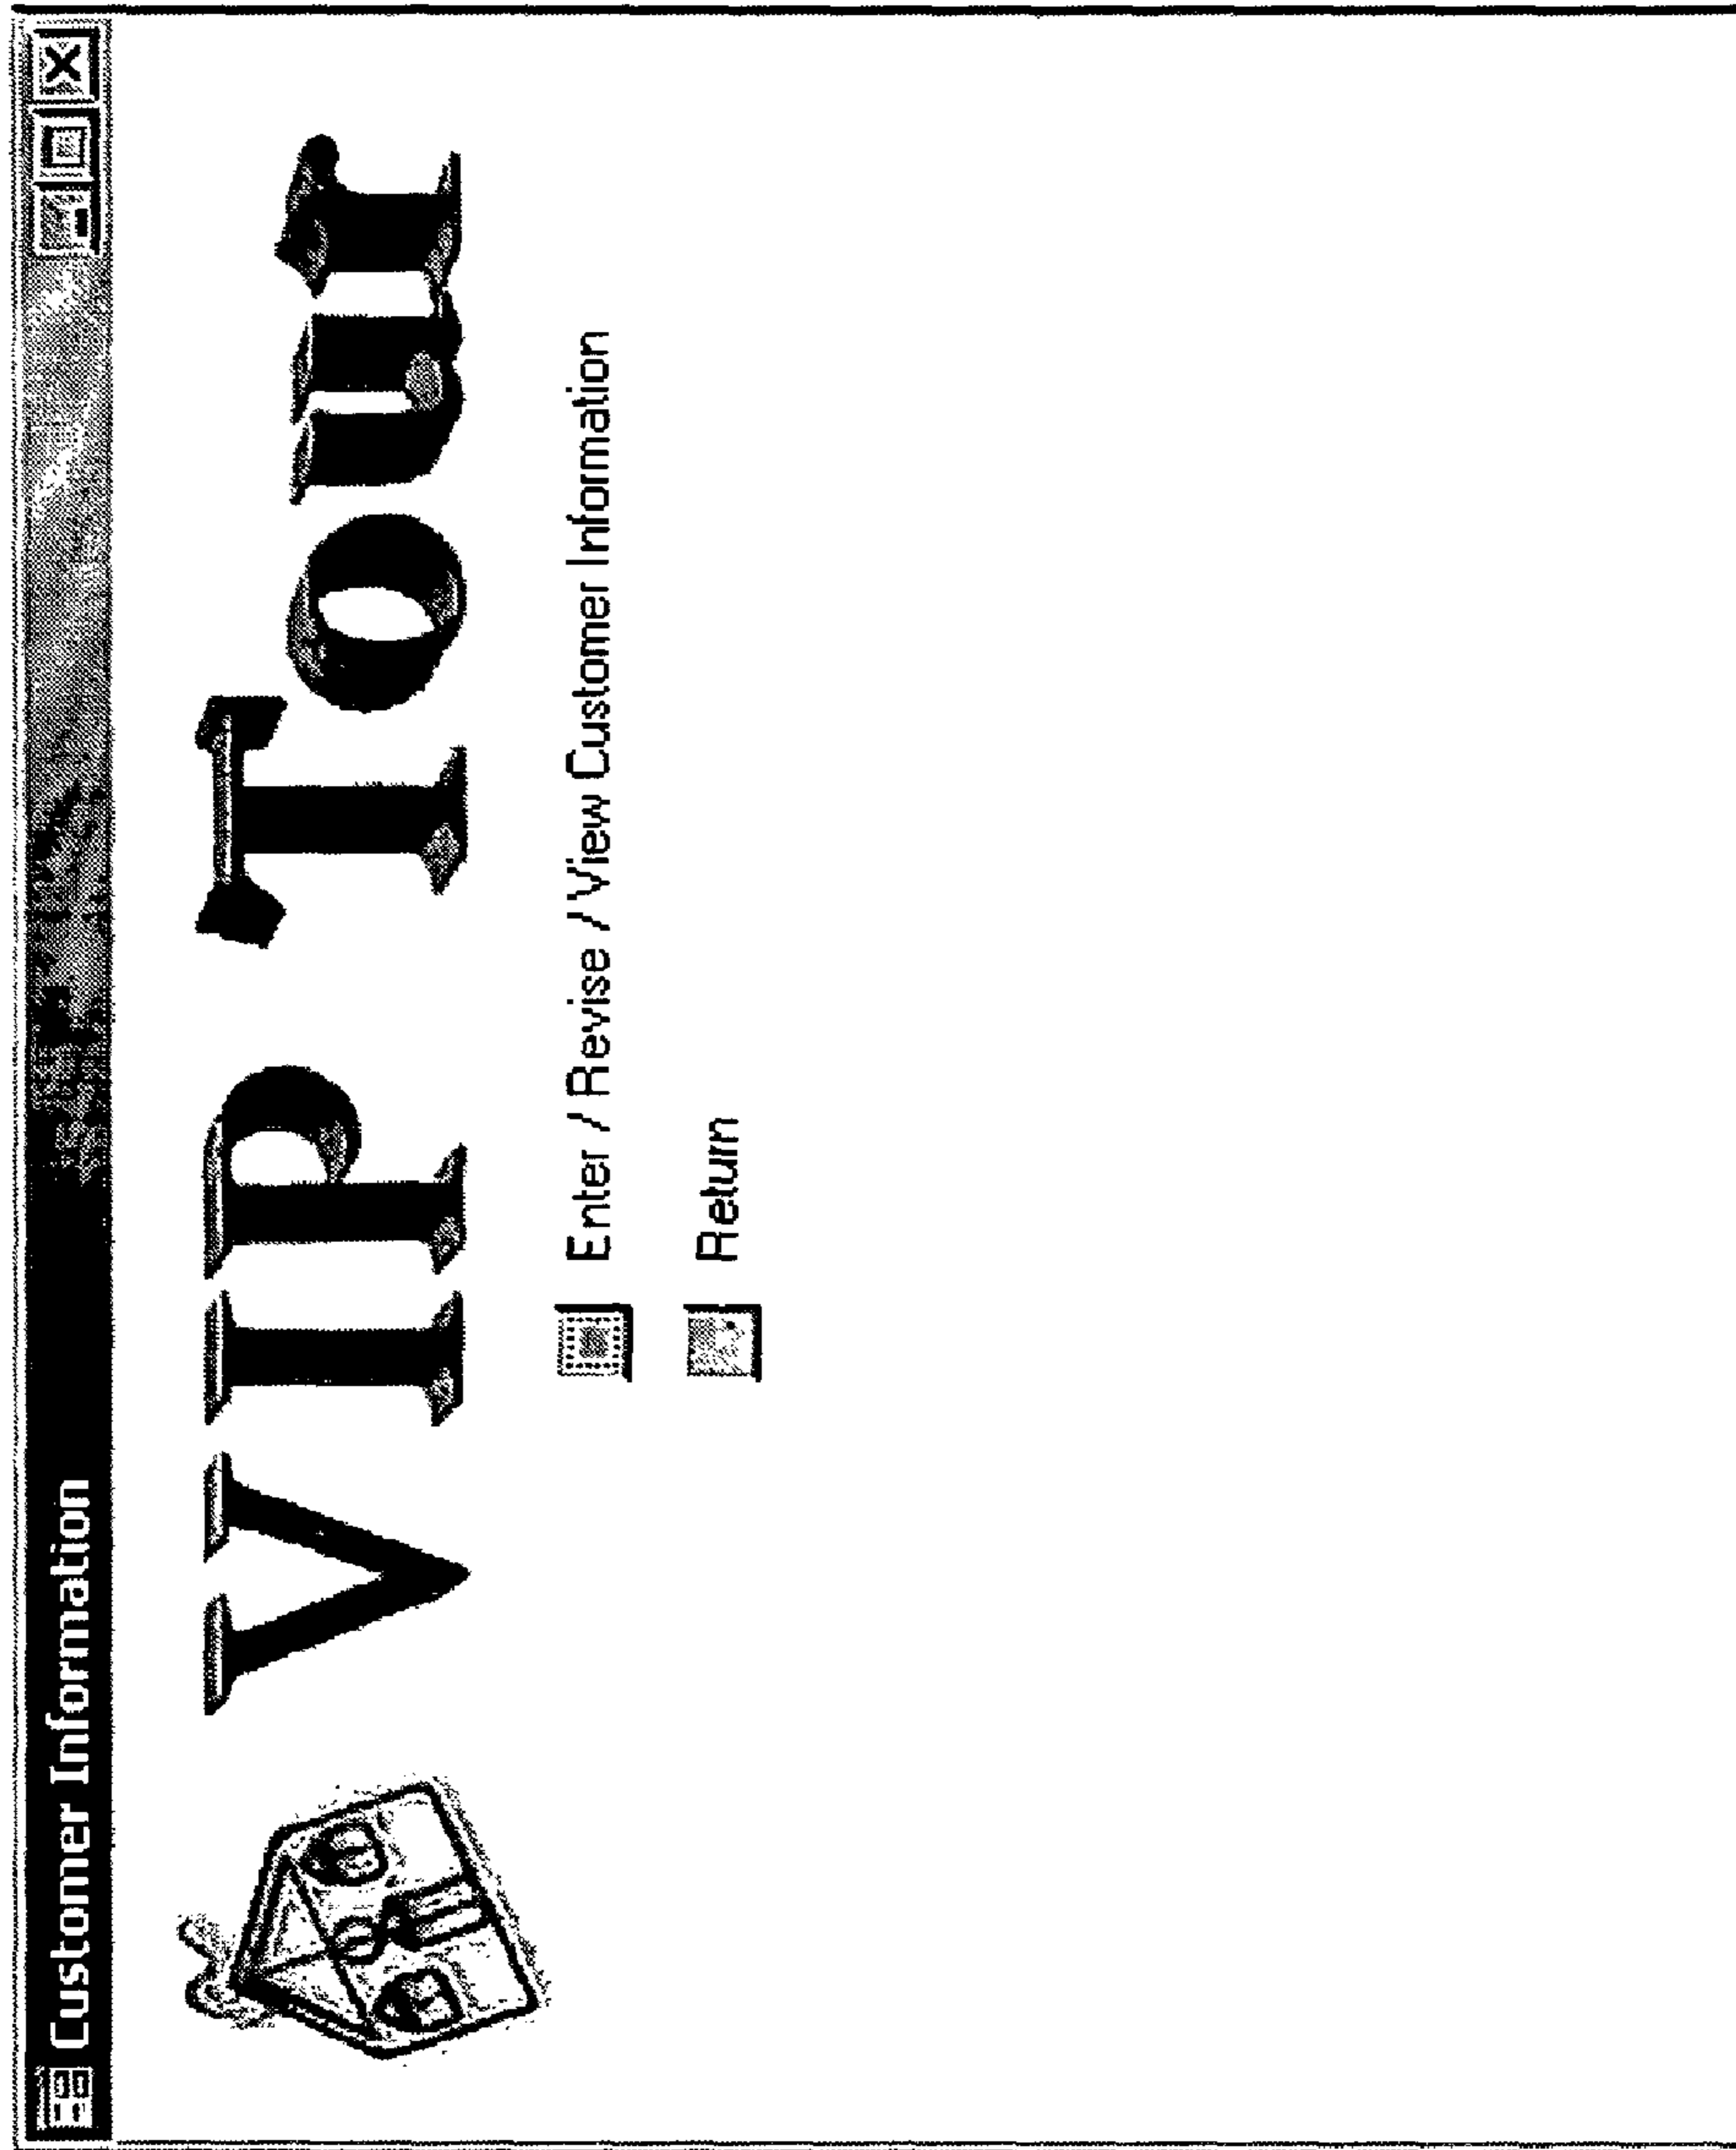 Customer Information
VIP Tour
Enter / Revise / View Customer Information
Return